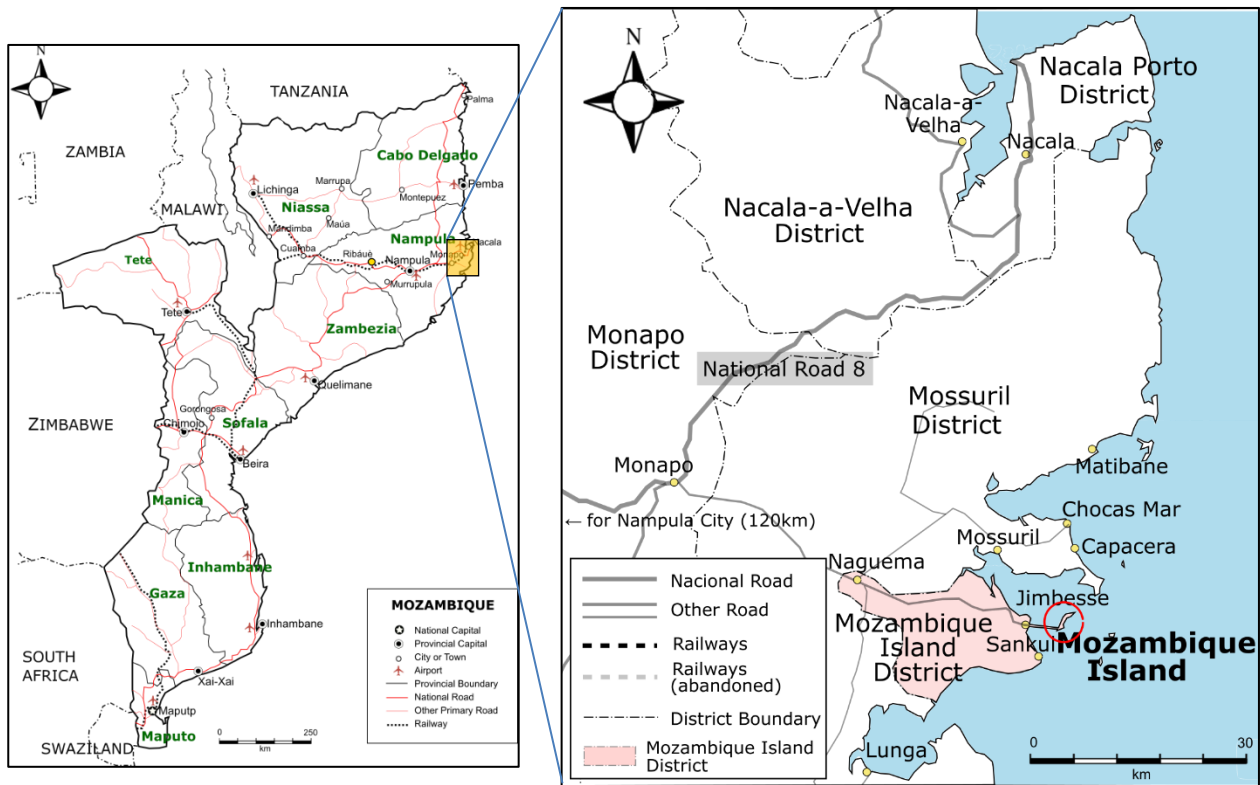 N
TANZANIA
Palma
ZAMBIA
Cabo Delgado
Lichinga
Marrupa
Pemba
Montepuez
MALAWI
Niassa
Maúa
Mandimba
Nampula
Cuamba
Nacala
Ribáuè
Monapo
Nampula
Murrupula
Tete
Tete
Zambezia
Quelimane
Gorongosa
ZIMBABWE
Chimoio
Sofala
Beira
Manica
Inhambane
Gaza
Inhambane
SOUTH
AFRICA
Xai-Xai
Maputp
Maputo
SWAZILAND
0
250
km
MOZAMBIQUE
National Capital
Provincial Capital
City or Town
Airport
Provincial Boundary
National Road
Other Primary Road
Railway
N
Nacala Porto
District
Nacala-a-
Velha
Nacala
Nacala-a-Velha
District
Monapo
District
National Road 8
Mossuril
District
Matibane
Monapo
← for Nampula City (120km)
Chocas Mar
Mossuril
Capacera
Naguema
Jimbesse
Mozambique
Island
District
Sankul
Mozambique
Island
Lunga
Nacional Road
Other Road
Railways
Railways
(abandoned)
District Boundary
Mozambique Island
District
0
30
km